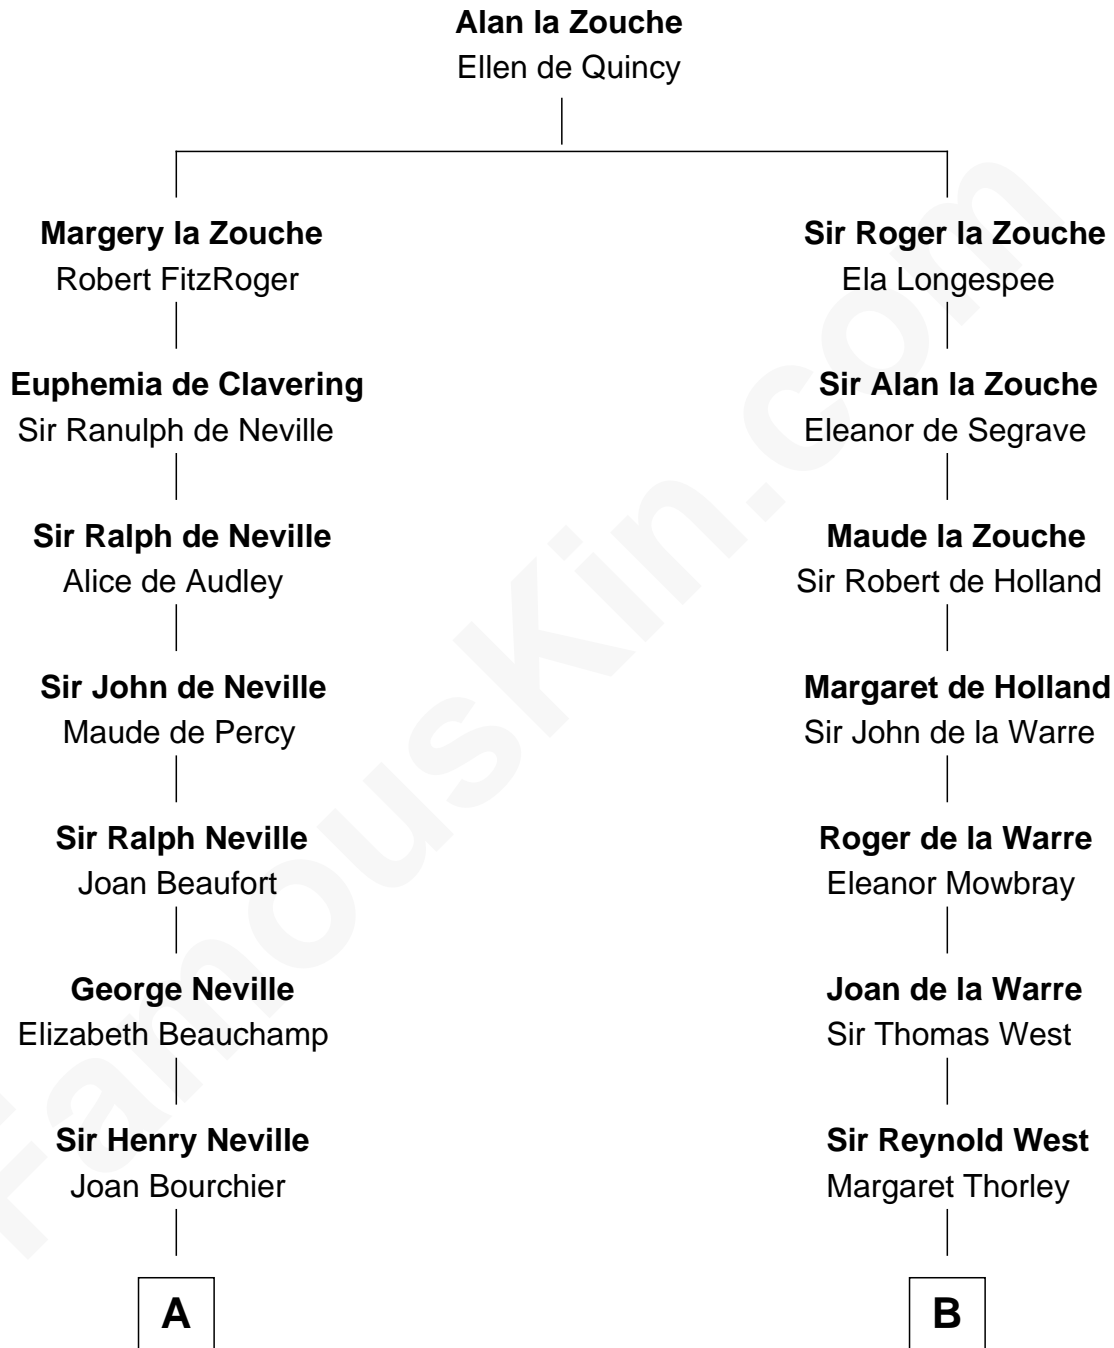 Alan la Zouche
Ellen de Quincy
Margery la Zouche
Robert FitzRoger
Sir Roger la Zouche
Ela Longespee
Euphemia de Clavering
Sir Ranulph de Neville
Sir Alan la Zouche
Eleanor de Segrave
Sir Ralph de Neville
Alice de Audley
Maude la Zouche
Sir Robert de Holland
Sir John de Neville
Maude de Percy
Margaret de Holland
Sir John de la Warre
Sir Ralph Neville
Joan Beaufort
Roger de la Warre
Eleanor Mowbray
George Neville
Elizabeth Beauchamp
Joan de la Warre
Sir Thomas West
Sir Henry Neville
Joan Bourchier
Sir Reynold West
Margaret Thorley
A
B
FamousKin.com